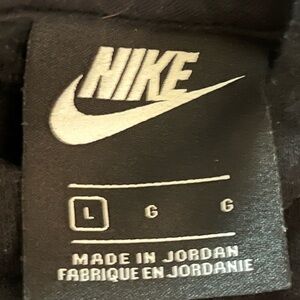 NIKE
L G G
MADE IN JORDAN
FABRIQUE EN JORDANIE